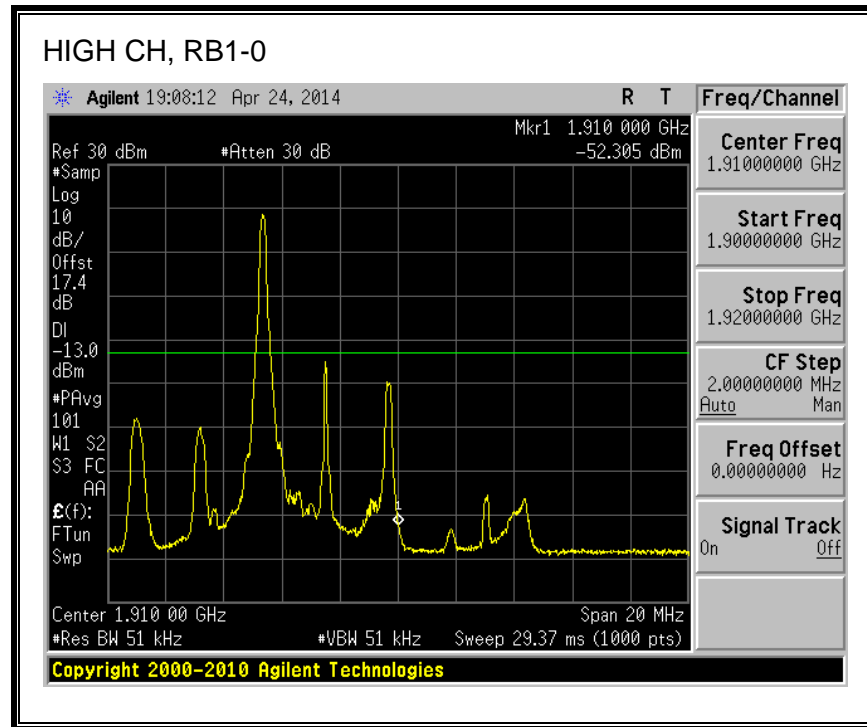 HIGH CH, RB1-0
Agilent 19:08:12 Apr 24, 2014 R T
Mkr1 1.910 000 GHz
Ref 30 dBm #Atten 30 dB -52.305 dBm
#Samp
Log
10
dB/
Offst
17.4
dB
DI
-13.0
dBm
#PAvg
101
W1 S2
S3 FC
AA
£(f):
FTun
Swp
1
Center 1.910 00 GHz Span 20 MHz
#Res BW 51 kHz #VBW 51 kHz Sweep 29.37 ms (1000 pts)
Copyright 2000-2010 Agilent Technologies
Freq/Channel
Center Freq
1.91000000 GHz
Start Freq
1.90000000 GHz
Stop Freq
1.92000000 GHz
CF Step
2.00000000 MHz
Auto Man
Freq Offset
0.00000000 Hz
Signal Track
On Off